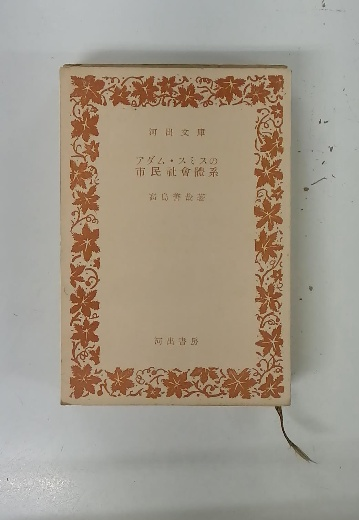 河出文庫
アダム・スミスの
市民社會體系
高島善哉著
河出書房